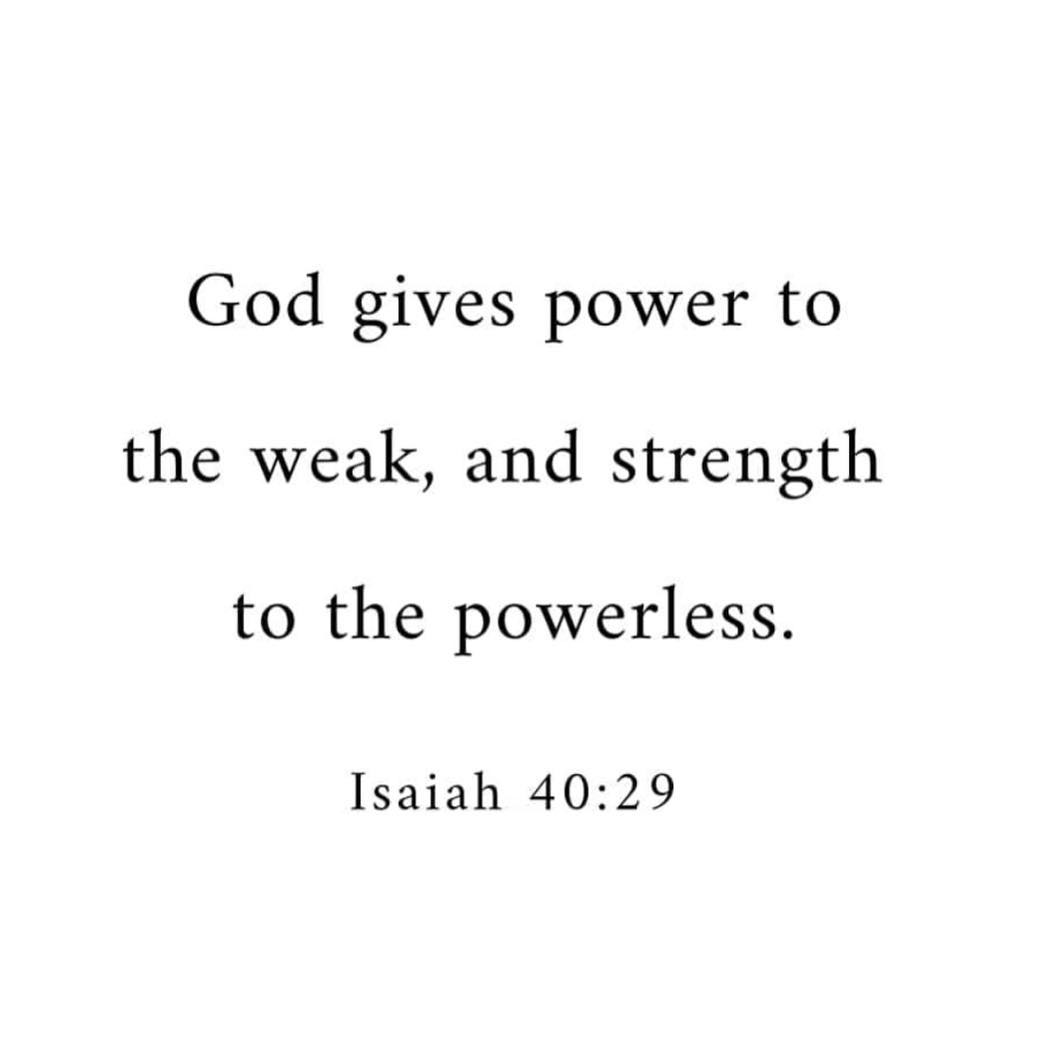 God gives power to
the weak, and strength
to the powerless.
Isaiah 40:29